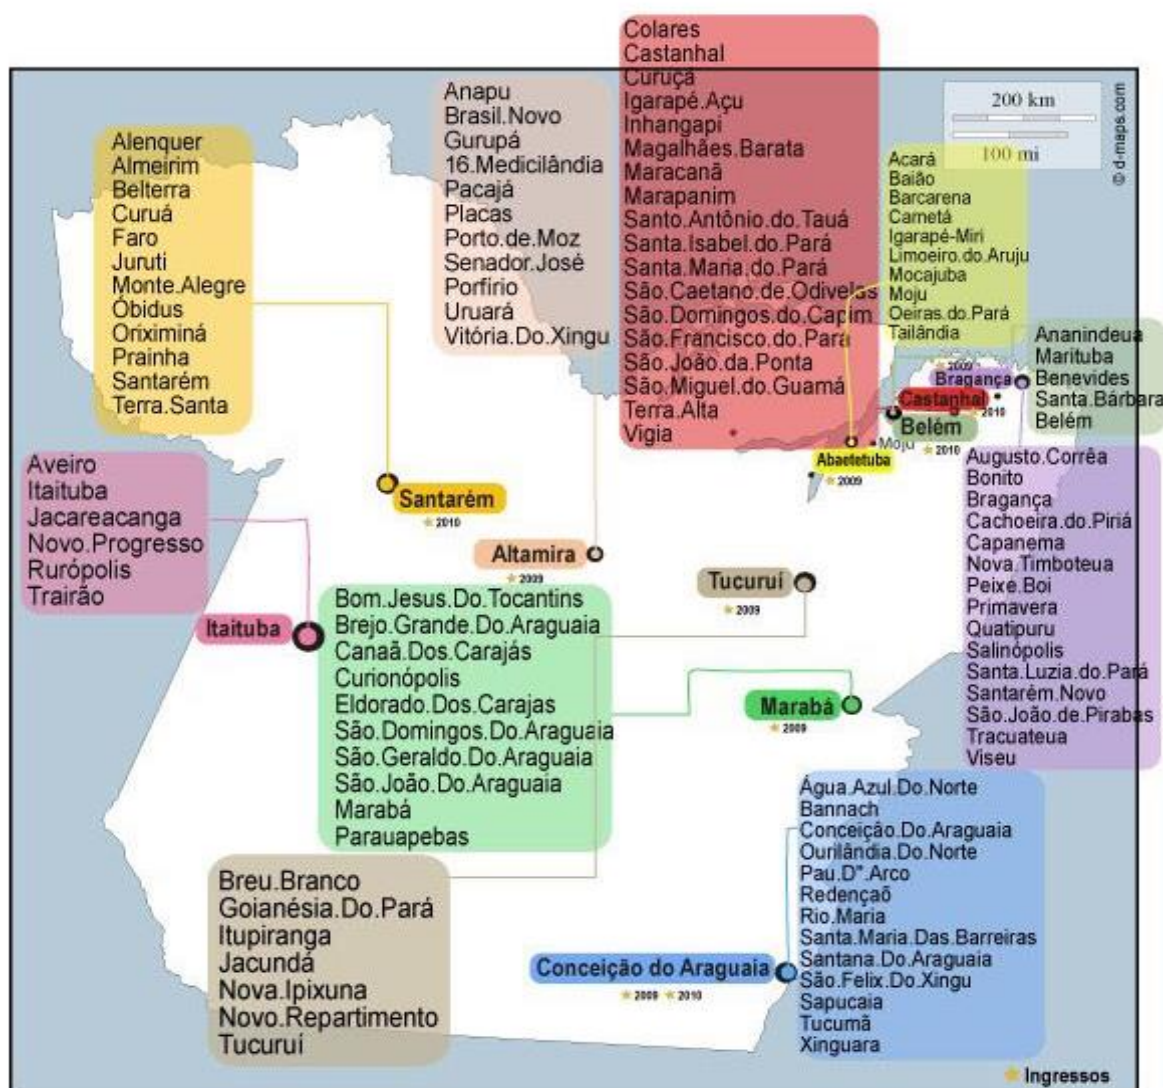 Colares
Castanhal
Curuçá
Igarapé.Açu
Inhangapi
Magalhães.Barata
Maracanã
Marapanim
Santo.Antônio.do.Tauá
Santa.Isabel.do.Pará
Santa.Maria.do.Pará
São.Caetano.de.Odivelas
São.Domingos.do.Capim
São.Francisco.do.Pará
São.João.da.Ponta
São.Miguel.do.Guamá
Terra.Alta
Vigia
200 km
100 mi
© d-maps.com
Anapu
Brasil.Novo
Gurupá
16.Medicilândia
Pacajá
Placas
Porto.de.Moz
Senador.José
Porfirio
Uruará
Vitória.Do.Xingu
Alenquer
Almeirim
Belterra
Curuá
Faro
Juruti
Monte.Alegre
Óbidus
Oriximiná
Prainha
Santarém
Terra.Santa
Acará
Baião
Barcarena
Cametá
Igarapé-Miri
Limoeiro.do.Aruju
Mocajuba
Moju
Oeiras.do.Pará
Tailândia
Ananindeua
Marituba
Benevides
Santa.Bárbara
Belém
2009
Bragança
Castanhal
2010
Belém
2010
Moju
Abaetetuba
2009
Aveiro
Itaituba
Jacareacanga
Novo.Progresso
Rurópolis
Trairão
Santarém
2010
Altamira
2009
Tucuruí
2009
Itaituba
Augusto.Corrêa
Bonito
Bragança
Cachoeira.do.Piriá
Capanema
Nova.Timboteua
Peixe.Boi
Primavera
Quatipuru
Salinópolis
Santa.Luzia.do.Pará
Santarém.Novo
São.João.de.Pirabas
Tracuateua
Viseu
Bom.Jesus.Do.Tocantins
Brejo.Grande.Do.Araguaia
Canaã.Dos.Carajás
Curionópolis
Eldorado.Dos.Carajas
São.Domingos.Do.Araguaia
São.Geraldo.Do.Araguaia
São.João.Do.Araguaia
Marabá
Parauapebas
Marabá
2009
Água.Azul.Do.Norte
Bannach
Conceição.Do.Araguaia
Ourilândia.Do.Norte
Pau.D".Arco
Redençaõ
Rio.Maria
Santa.Maria.Das.Barreiras
Santana.Do.Araguaia
São.Felix.Do.Xingu
Sapucaia
Tucumã
Xinguara
Breu.Branco
Goianésia.Do.Pará
Itupiranga
Jacundá
Nova.Ipixuna
Novo.Repartimento
Tucuruí
Conceição do Araguaia
2009 2010
Ingressos